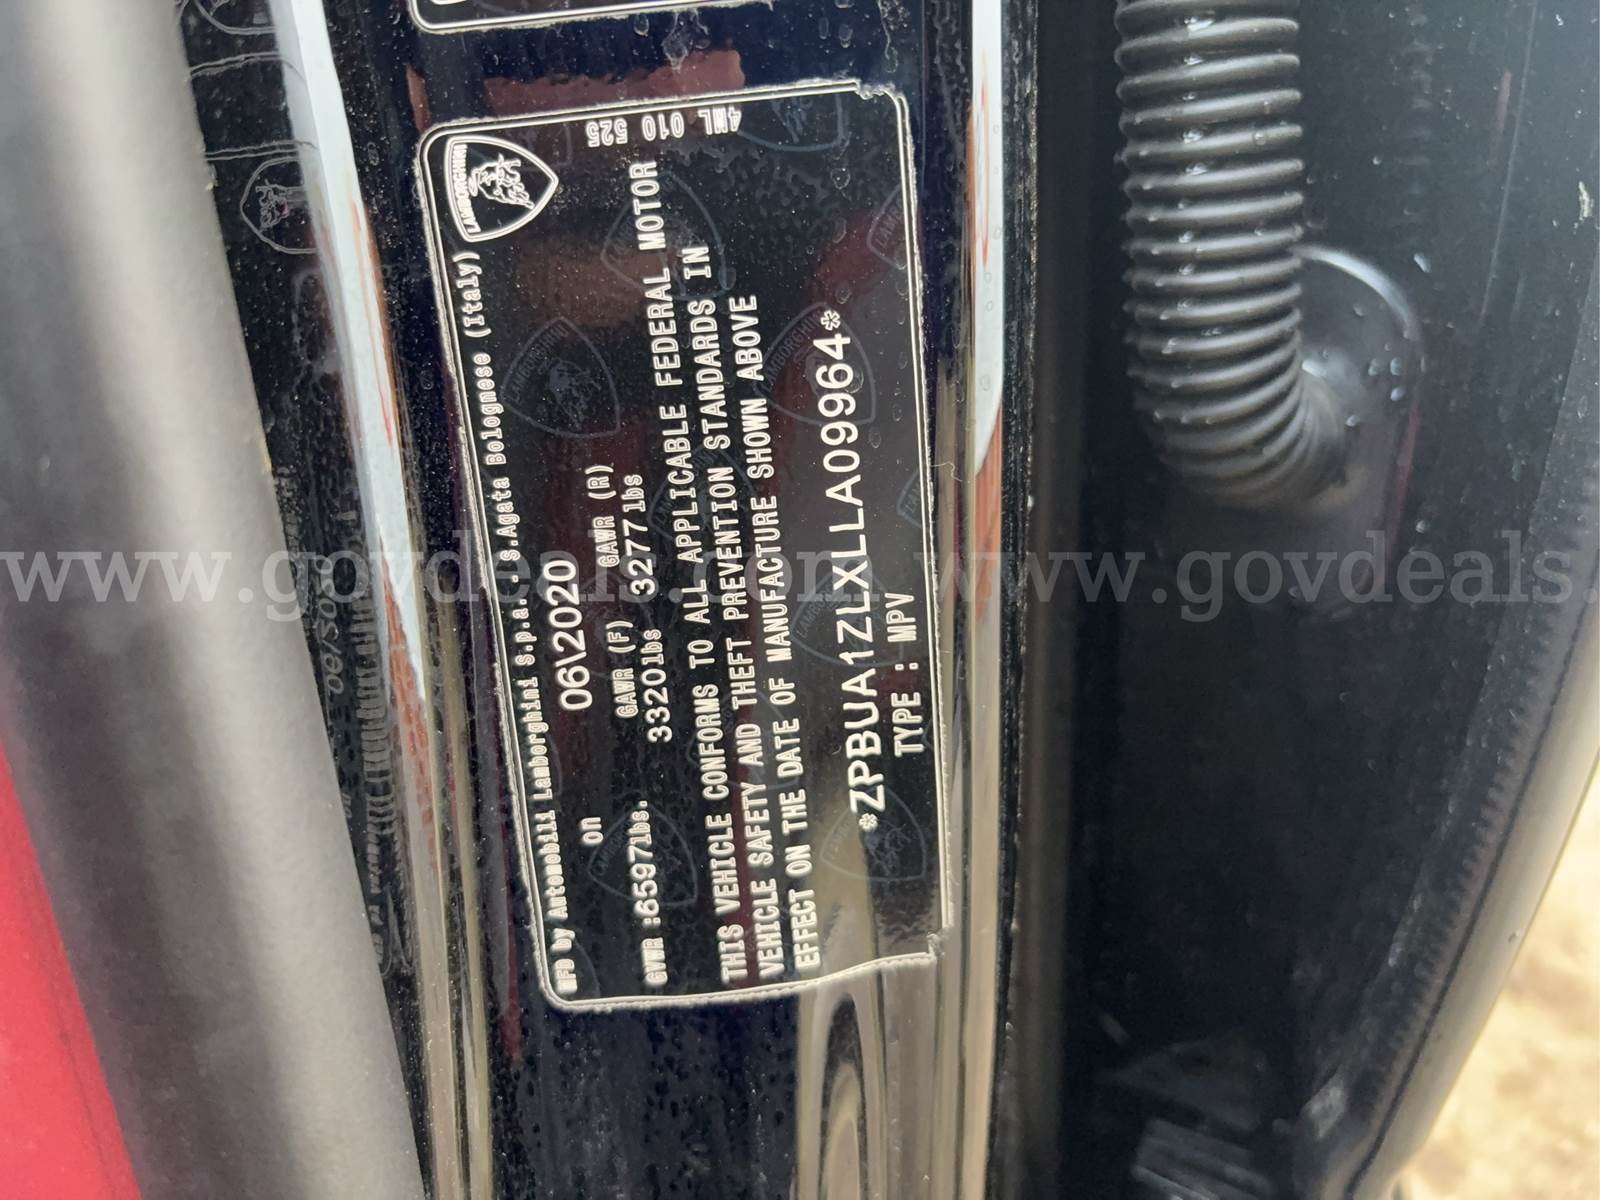 LAMBORGHINI
4ML 010 525
MFD by Automobili Lamborghini S.p.a. .S.Agata Bolognese (Italy)
on 06\2020
GAWR (F) GAWR (R)
GVWR :6597lbs. 3320lbs 3277lbs
THIS VEHICLE CONFORMS TO ALL APPLICABLE FEDERAL MOTOR
VEHICLE SAFETY AND THEFT PREVENTION STANDARDS IN
EFFECT ON THE DATE OF MANUFACTURE SHOWN ABOVE
*ZPBUA1ZLXLLA09964*
TYPE : MPV
www.govdeals.com www.govdeals.